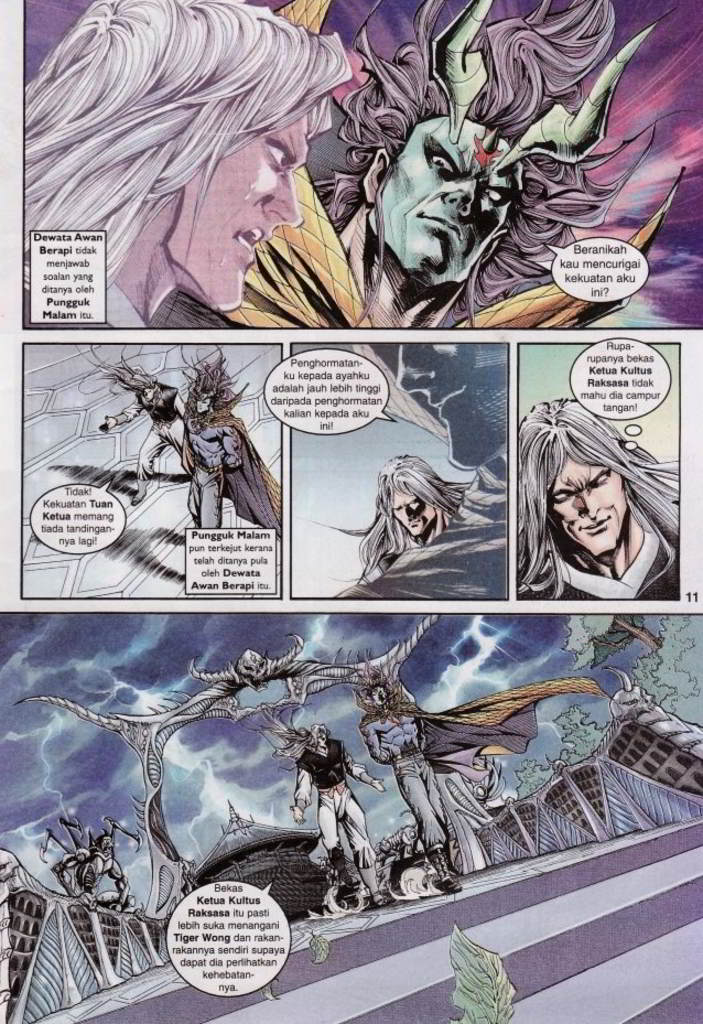 Dewata Awan
Berapi tidak
menjawab
soalan yang
ditanya oleh
Pungguk
Malam itu.
Beranikah
kau mencurigai
kekuatan aku
ini?
Tidak!
Kekuatan Tuan
Ketua memang
tiada tandingan-
nya lagi!
Pungguk Malam
pun terkejut kerana
telah ditanya pula
oleh Dewata
Awan Berapi itu.
Penghormatan-
ku kepada ayahku
adalah jauh lebih tinggi
daripada penghormatan
kalian kepada aku
ini!
Rupa-
rupanya bekas
Ketua Kultus
Raksasa tidak
mahu dia campur
tangan!
11
Bekas
Ketua Kultus
Raksasa itu pasti
lebih suka menangani
Tiger Wong dan rakan-
rakannya sendiri supaya
dapat dia perlihatkan
kehebatan-
nya.